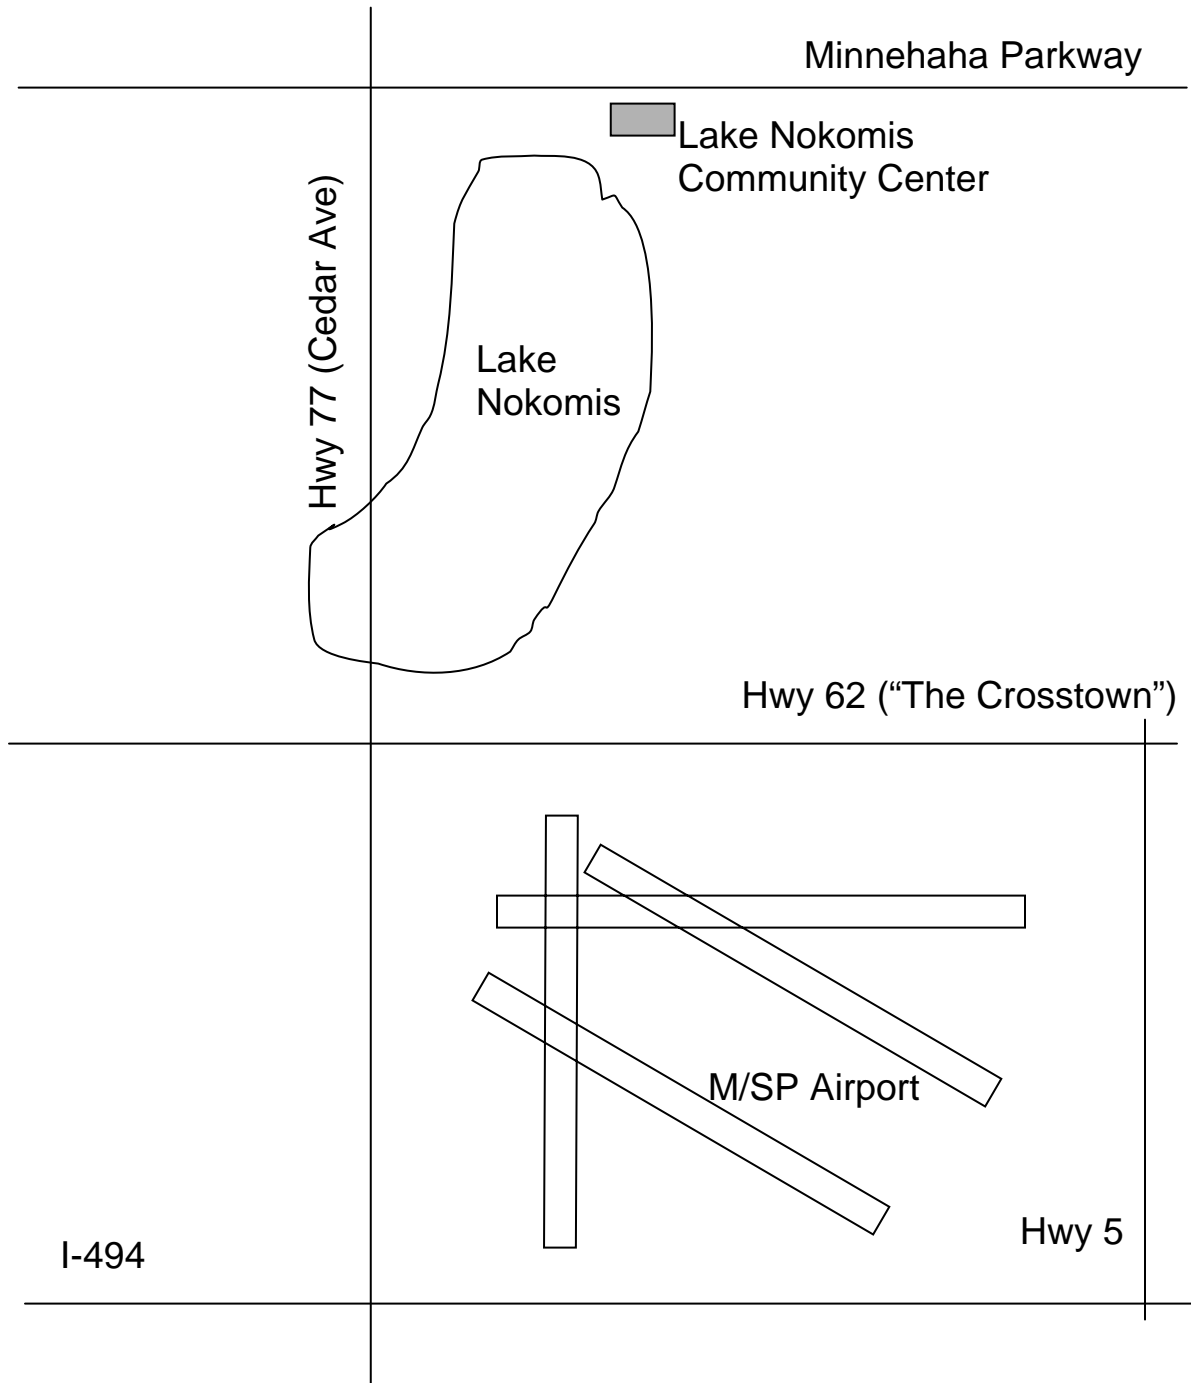 Minnehaha Parkway
Lake Nokomis
Community Center
Hwy 77 (Cedar Ave)
Lake
Nokomis
Hwy 62 (“The Crosstown”)
M/SP Airport
Hwy 5
I-494